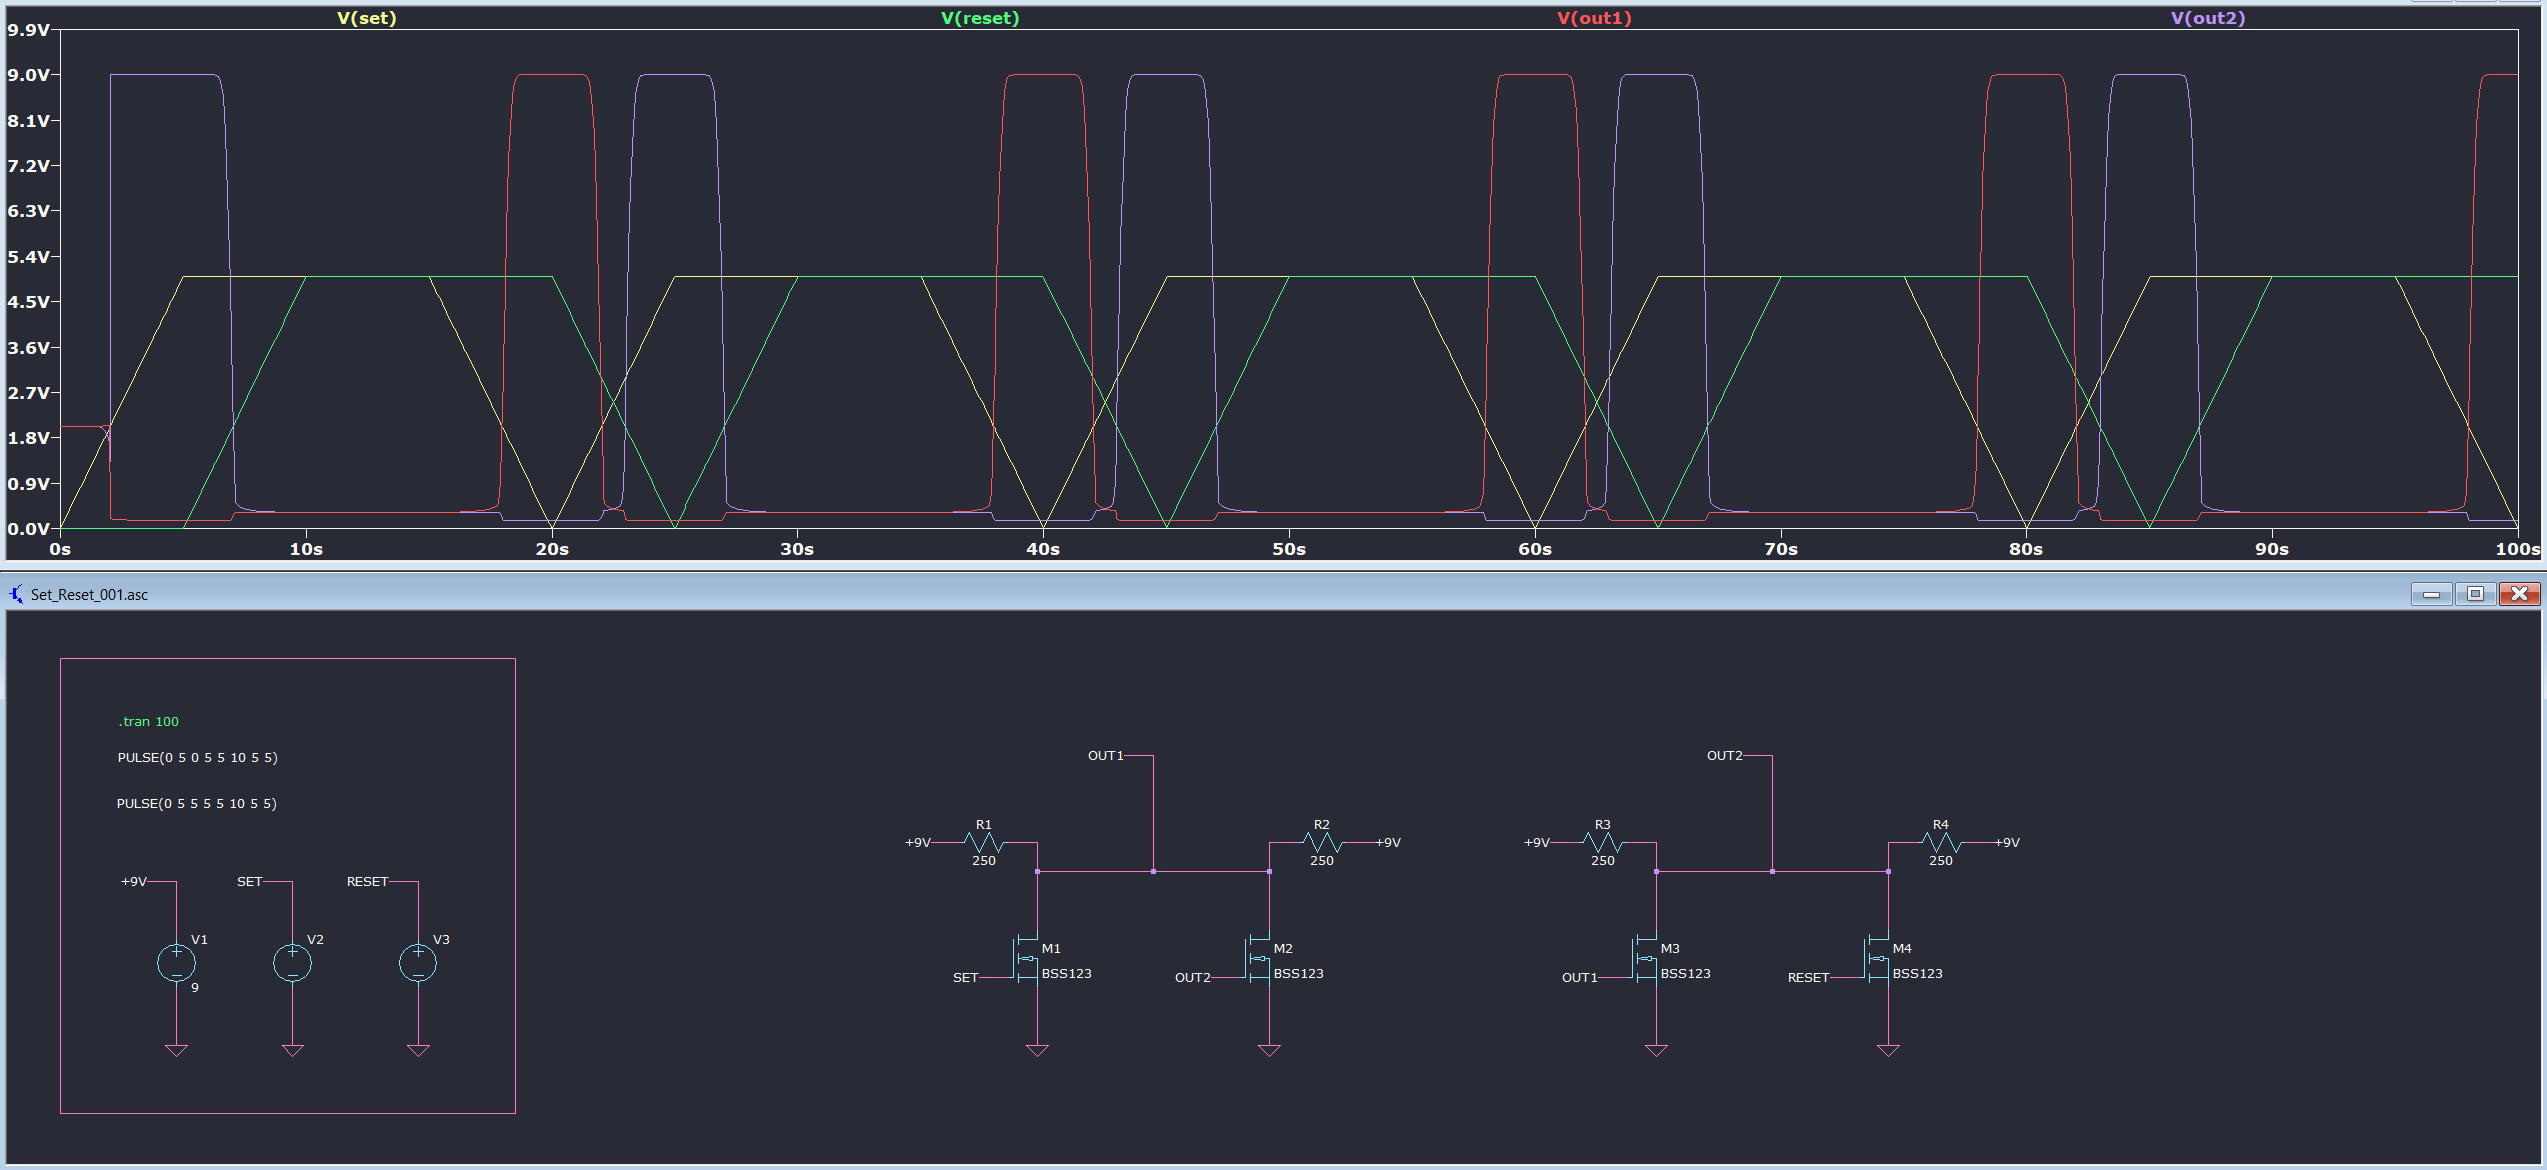 V(set) V(reset) V(out1) V(out2)
9.9V
9.0V
8.1V
7.2V
6.3V
5.4V
4.5V
3.6V
2.7V
1.8V
0.9V
0.0V
0s 10s 20s 30s 40s 50s 60s 70s 80s 90s 100s
Set_Reset_001.asc
.tran 100
PULSE(0 5 0 5 5 10 5 5)
PULSE(0 5 5 5 5 10 5 5)
+9V SET RESET
V1 V2 V3
9
OUT1
R1 R2
+9V +9V
250 250
M1 M2
BSS123 BSS123
SET OUT2
OUT2
R3 R4
+9V +9V
250 250
M3 M4
BSS123 BSS123
OUT1 RESET